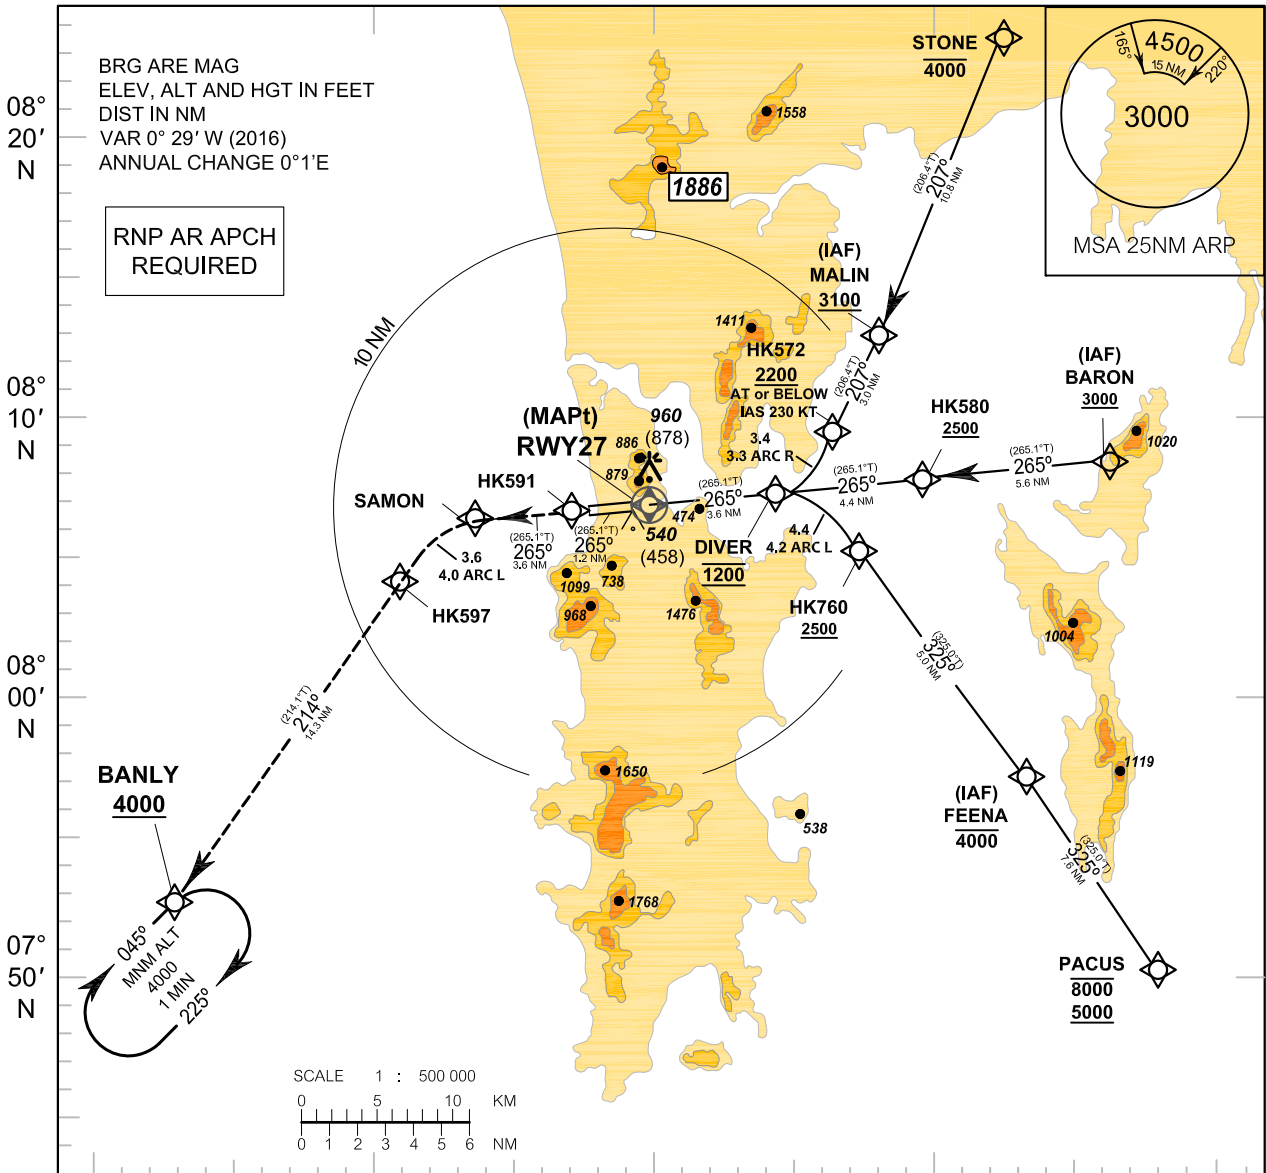 BRG ARE MAG
ELEV, ALT AND HGT IN FEET
DIST IN NM
VAR 0° 29′ W (2016)
ANNUAL CHANGE 0°1'E
RNP AR APCH
REQUIRED
08°
20′
N
08°
10′
N
08°
00′
N
07°
50′
N
STONE
4000
165°
4500
15 NM
220°
3000
MSA 25NM ARP
1558
1886
(206.4°T)
207°
10.8 NM
(IAF)
MALIN
3100
10 NM
1411
HK572
2200
AT or BELOW
IAS 230 KT
(206.4°T)
207°
3.0 NM
3.4
3.3 ARC R
(IAF)
BARON
3000
1020
HK580
2500
(265.1°T)
265°
5.6 NM
(265.1°T)
265°
4.4 NM
(265.1°T)
265°
3.6 NM
(MAPt)
RWY27
960
(878)
886
879
474
540
(458)
HK591
SAMON
(265.1°T)
265°
3.6 NM
(265.1°T)
265°
1.2 NM
3.6
4.0 ARC L
HK597
1099
738
968
1476
DIVER
1200
4.4
4.2 ARC L
HK760
2500
(325.0°T)
325°
5.0 NM
1004
1119
(214.1°T)
214°
14.3 NM
BANLY
4000
1650
538
(IAF)
FEENA
4000
(325.0°T)
325°
7.6 NM
1768
045°
MNM ALT
4000
1 MIN
225°
PACUS
8000
5000
SCALE 1 : 500 000
0 5 10 KM
0 1 2 3 4 5 6 NM